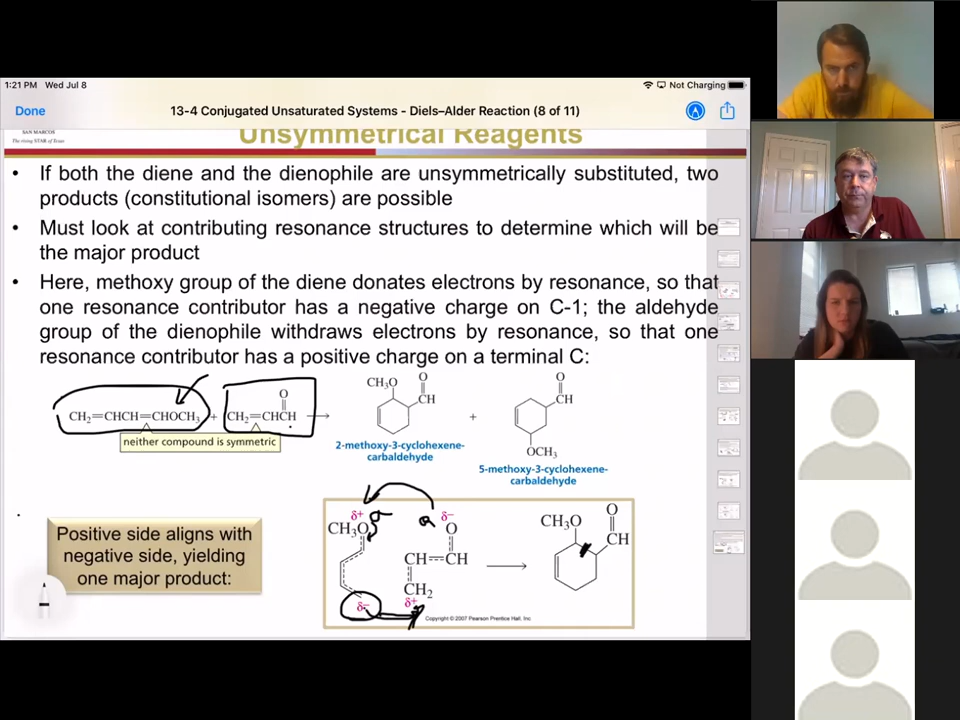 1:21 PM Wed Jul 8
Not Charging
Done
13-4 Conjugated Unsaturated Systems - Diels–Alder Reaction (8 of 11)
SAN MARCOS
The rising STAR of Texas
Unsymmetrical Reagents
• If both the diene and the dienophile are unsymmetrically substituted, two
products (constitutional isomers) are possible
• Must look at contributing resonance structures to determine which will be
the major product
• Here, methoxy group of the diene donates electrons by resonance, so that
one resonance contributor has a negative charge on C-1; the aldehyde
group of the dienophile withdraws electrons by resonance, so that one
resonance contributor has a positive charge on a terminal C:
CH₂=CHCH=CHOCH₃ + CH₂=CHCH
O
neither compound is symmetric
CH₃O
O
CH
2-methoxy-3-cyclohexene-
carbaldehyde
+
O
CH
OCH₃
5-methoxy-3-cyclohexene-
carbaldehyde
Positive side aligns with
negative side, yielding
one major product:
δ+
CH₃O
δ−
δ−
O
CH=CH
CH₂
δ+
CH₃O
O
CH
Copyright © 2007 Pearson Prentice Hall, Inc.